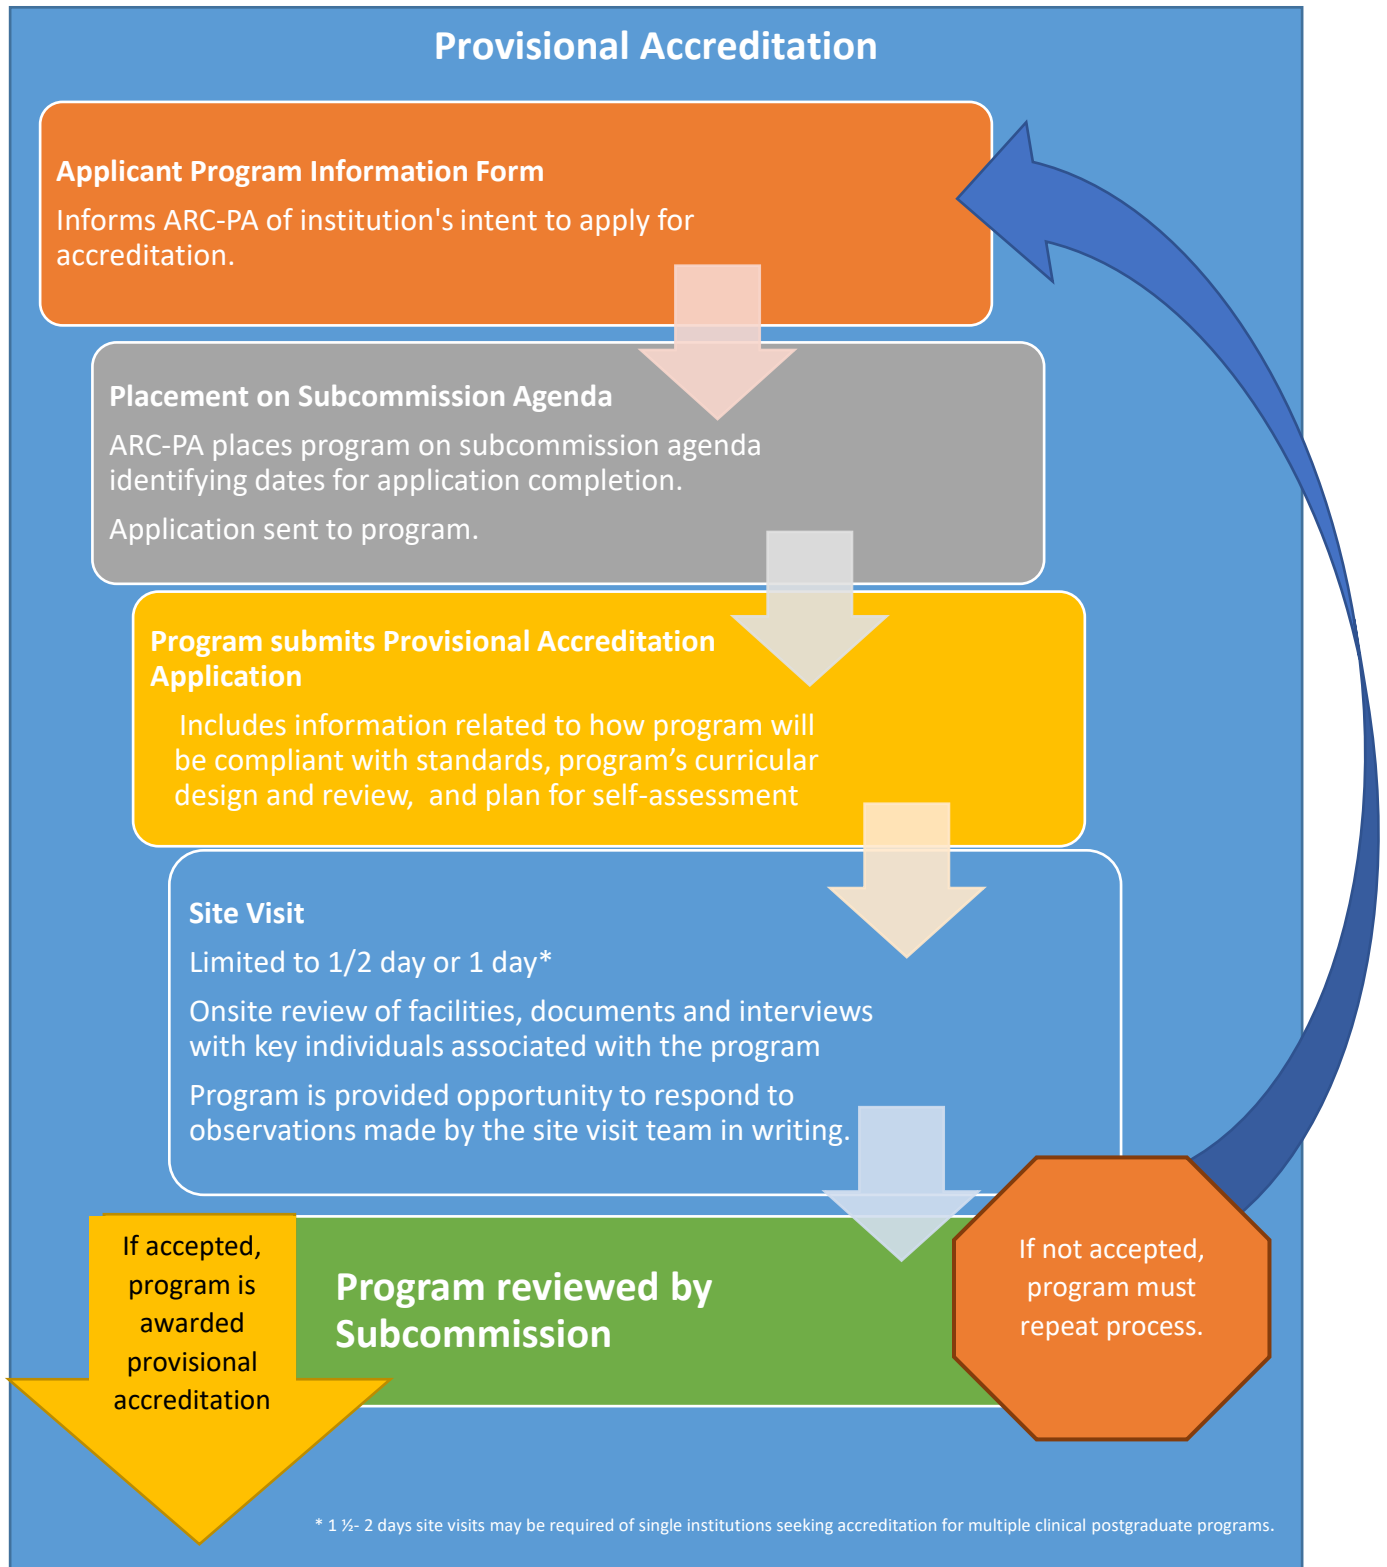 Provisional Accreditation
Applicant Program Information Form
Informs ARC-PA of institution's intent to apply for
accreditation.
Placement on Subcommission Agenda
ARC-PA places program on subcommission agenda
identifying dates for application completion.
Application sent to program.
Program submits Provisional Accreditation
Application
Includes information related to how program will
be compliant with standards, program’s curricular
design and review,  and plan for self-assessment
Site Visit
Limited to 1/2 day or 1 day*
Onsite review of facilities, documents and interviews
with key individuals associated with the program
Program is provided opportunity to respond to
observations made by the site visit team in writing.
If accepted,
program is
awarded
provisional
accreditation
Program reviewed by
Subcommission
If not accepted,
program must
repeat process.
* 1 ½- 2 days site visits may be required of single institutions seeking accreditation for multiple clinical postgraduate programs.